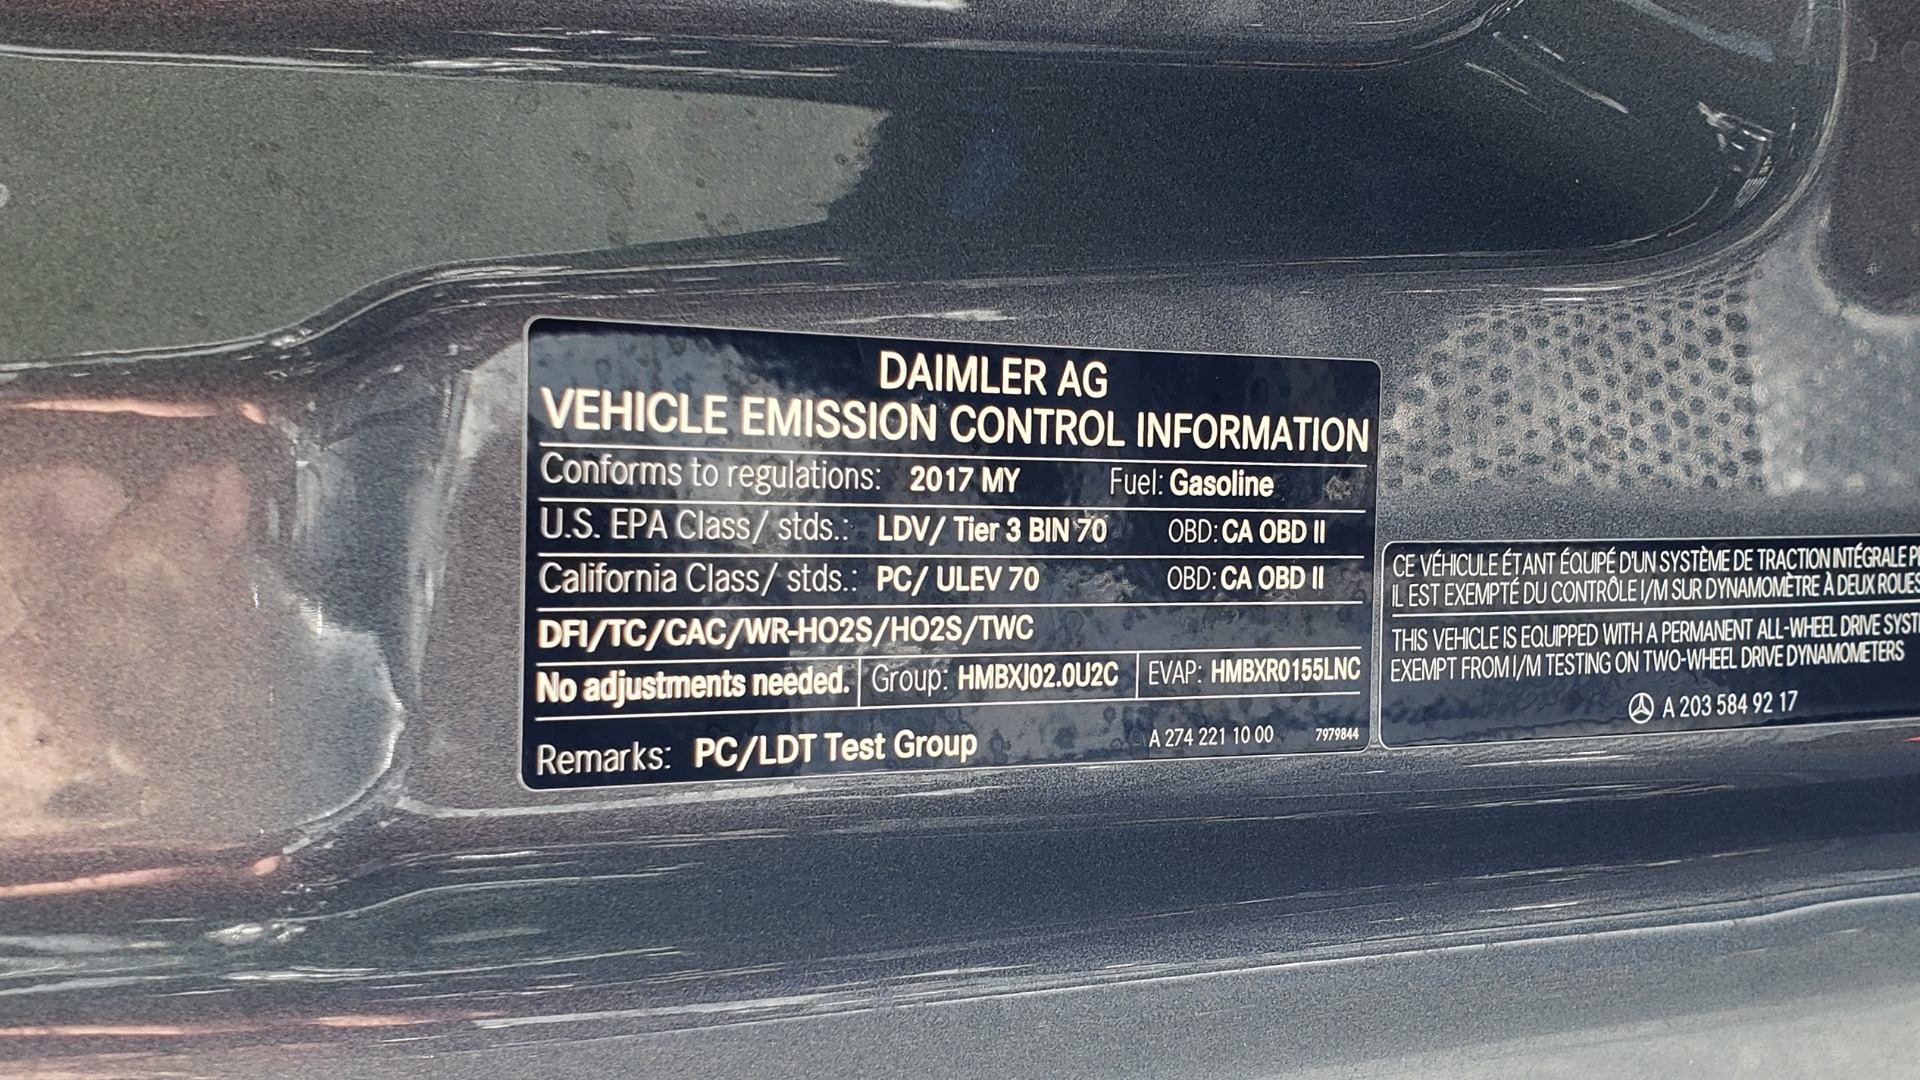 DAIMLER AG
VEHICLE EMISSION CONTROL INFORMATION
Conforms to regulations: 2017 MY Fuel: Gasoline
U.S. EPA Class/ stds.: LDV/ Tier 3 BIN 70 OBD: CA OBD II
California Class/ stds.: PC/ ULEV 70 OBD: CA OBD II
DFI/TC/CAC/WR-HO2S/HO2S/TWC
No adjustments needed. Group: HMBXJ02.0U2C EVAP: HMBXR0155LNC
Remarks: PC/LDT Test Group A 274 221 10 00 7979844
CE VÉHICULE ÉTANT ÉQUIPÉ D'UN SYSTÈME DE TRACTION INTÉGRALE
IL EST EXEMPTÉ DU CONTRÔLE I/M SUR DYNAMOMÈTRE À DEUX ROUES
THIS VEHICLE IS EQUIPPED WITH A PERMANENT ALL-WHEEL DRIVE
EXEMPT FROM I/M TESTING ON TWO-WHEEL DRIVE DYNAMOMETERS
A 203 584 92 17